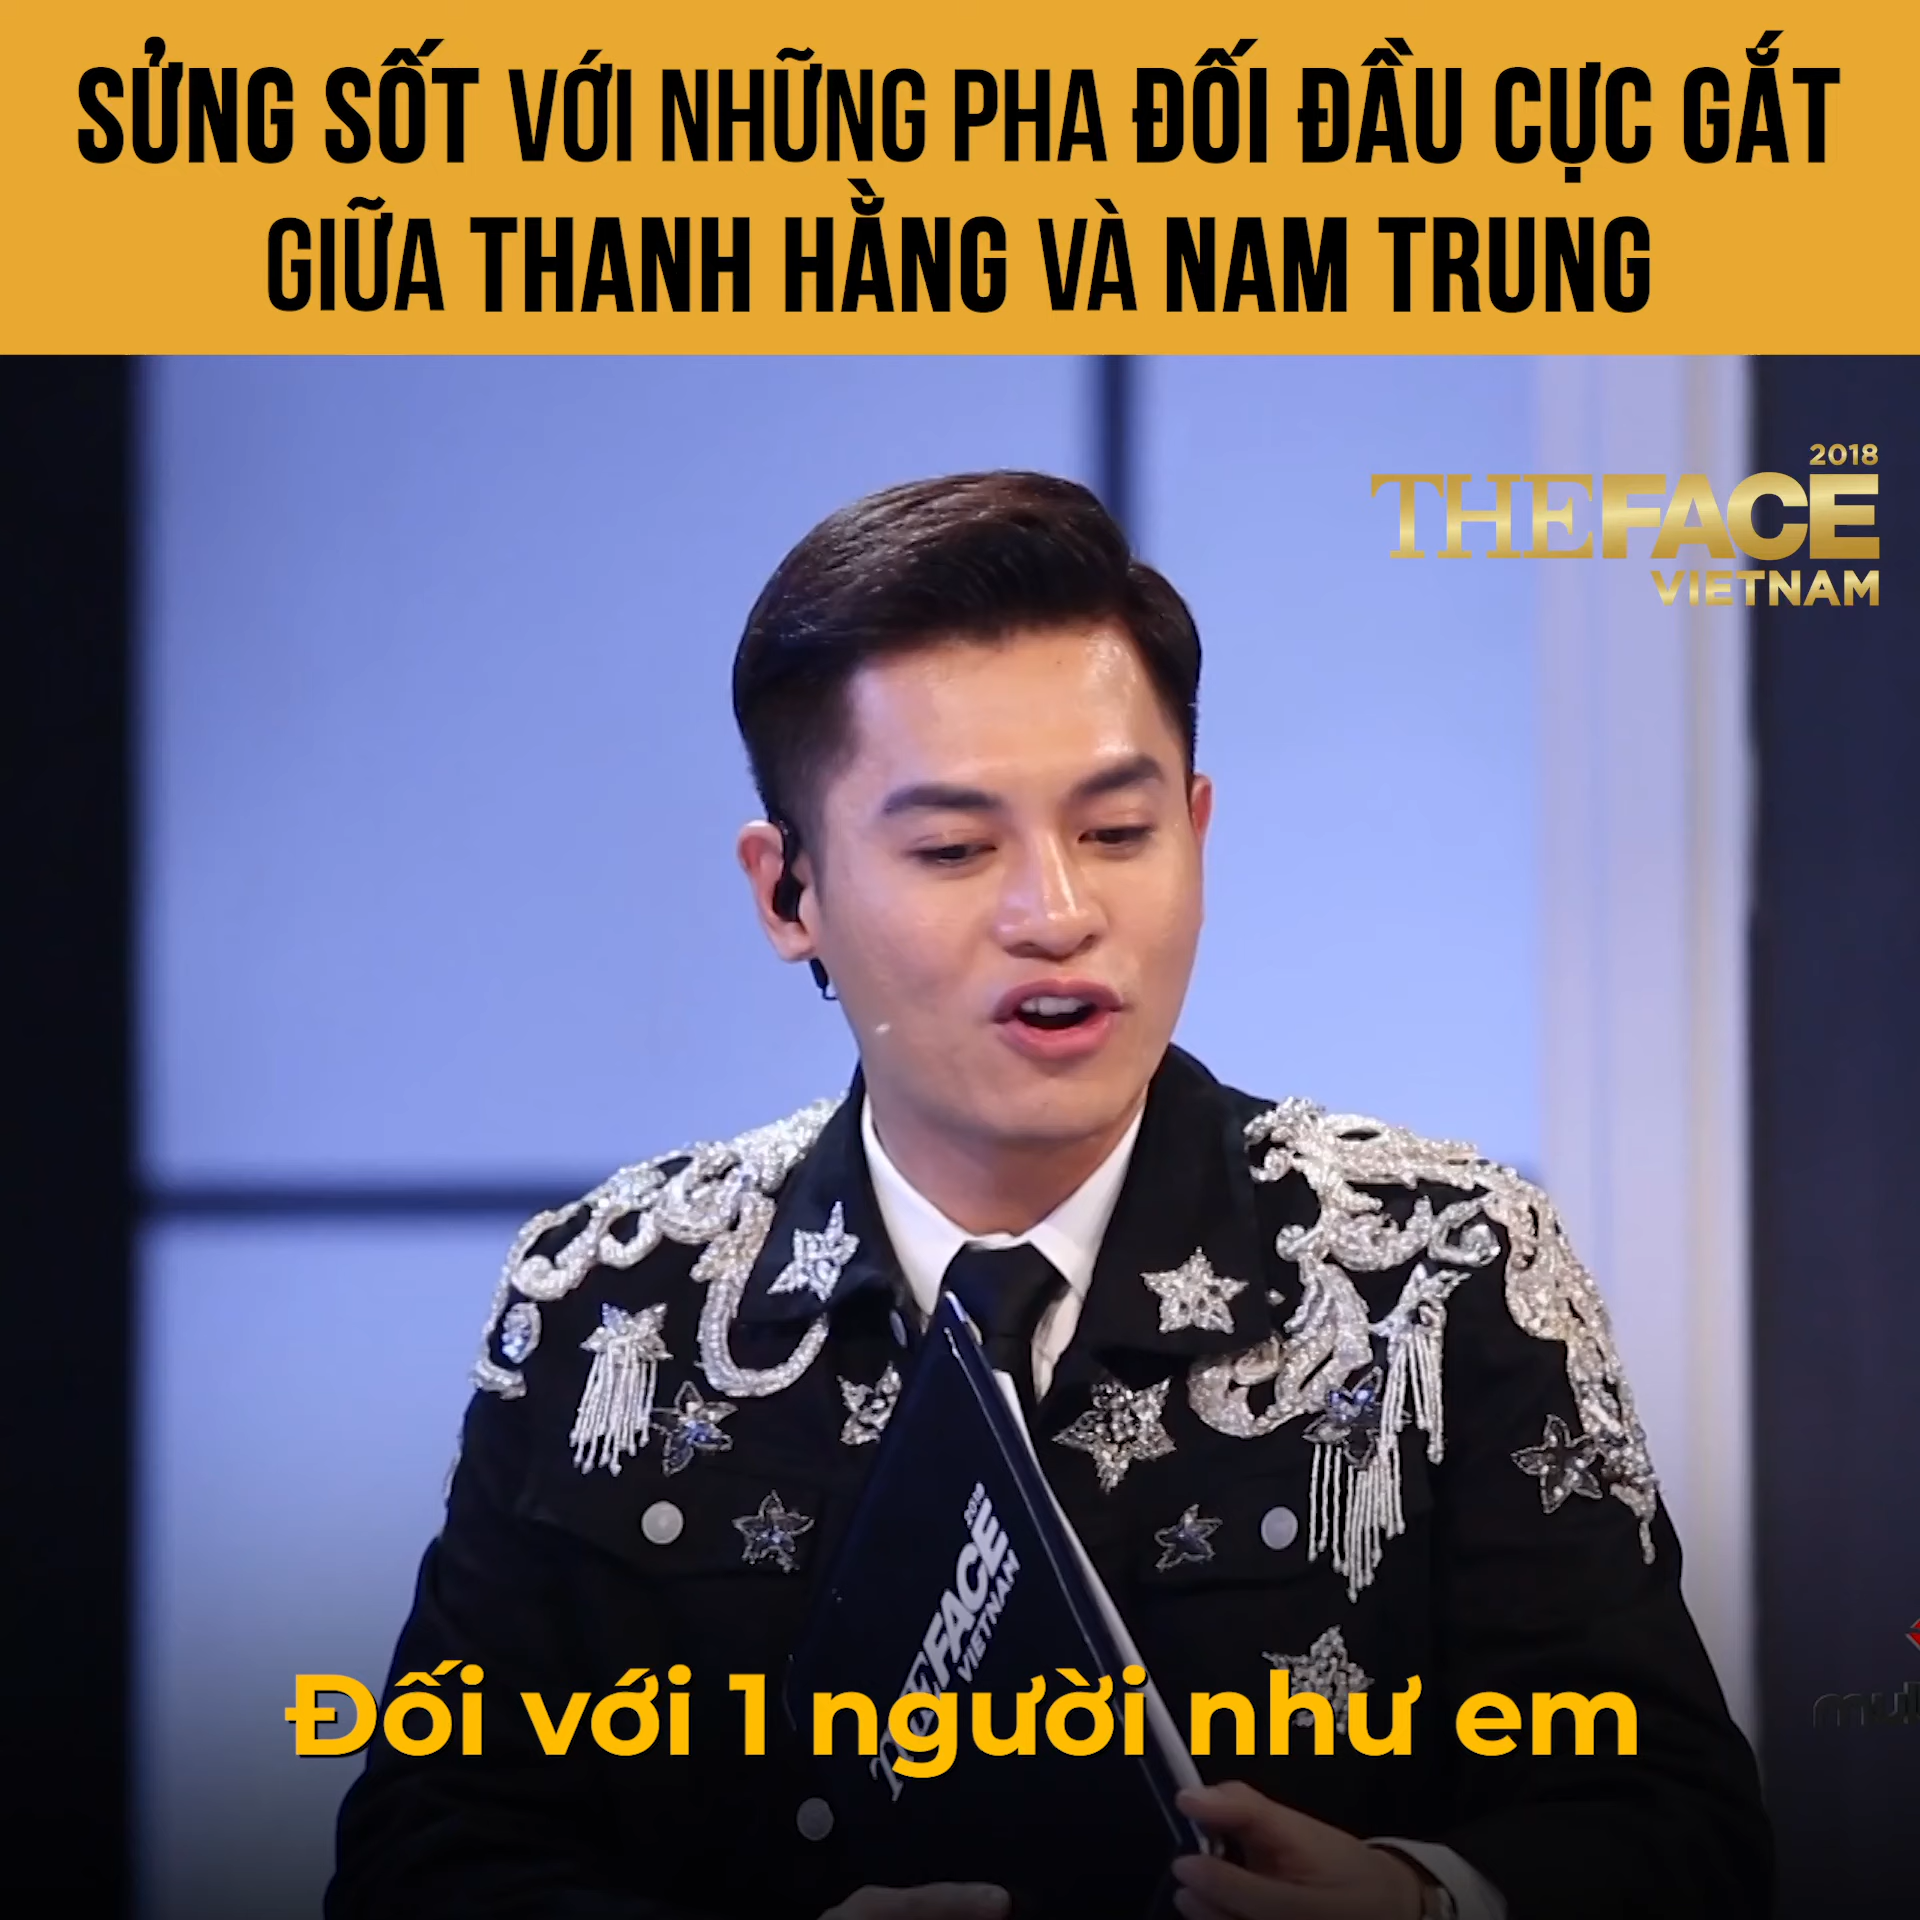 SỬNG SỐT VỚI NHỮNG PHA ĐỐI ĐẦU CỰC GẮT
GIỮA THANH HẰNG VÀ NAM TRUNG
2018
THE FACE
VIETNAM
2018
THE FACE
VIETNAM
Đối với 1 người như em